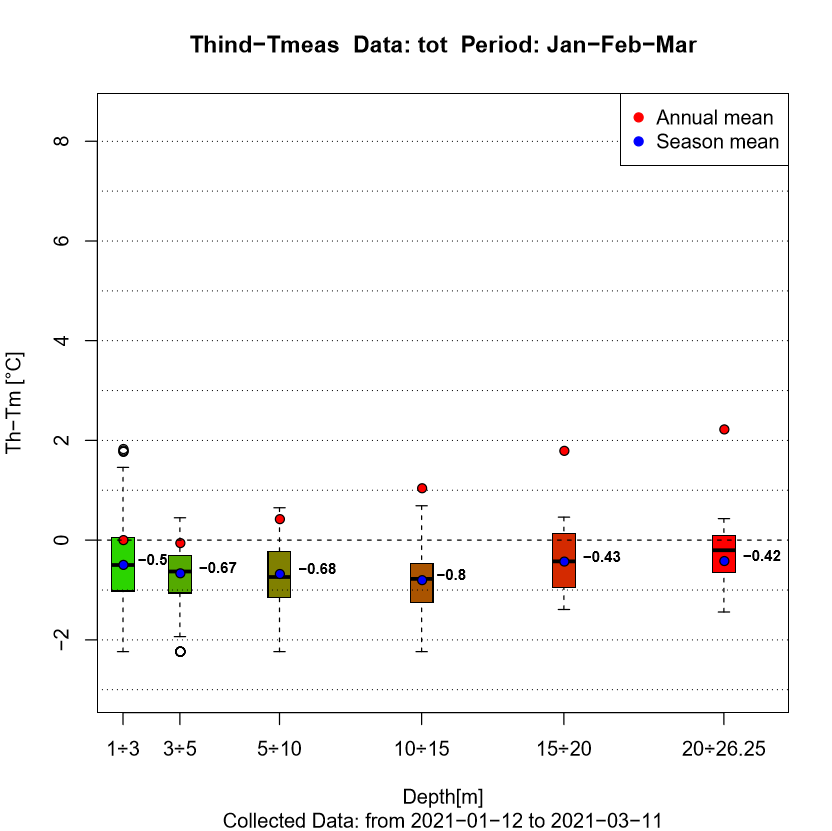 Thind−Tmeas  Data: tot  Period: Jan−Feb−Mar
Annual mean
Season mean
8
6
4
2
0
−2
Th−Tm [°C]
−0.5
−0.67
−0.68
−0.8
−0.43
−0.42
1÷3 3÷5 5÷10 10÷15 15÷20 20÷26.25
Depth[m]
Collected Data: from 2021−01−12 to 2021−03−11